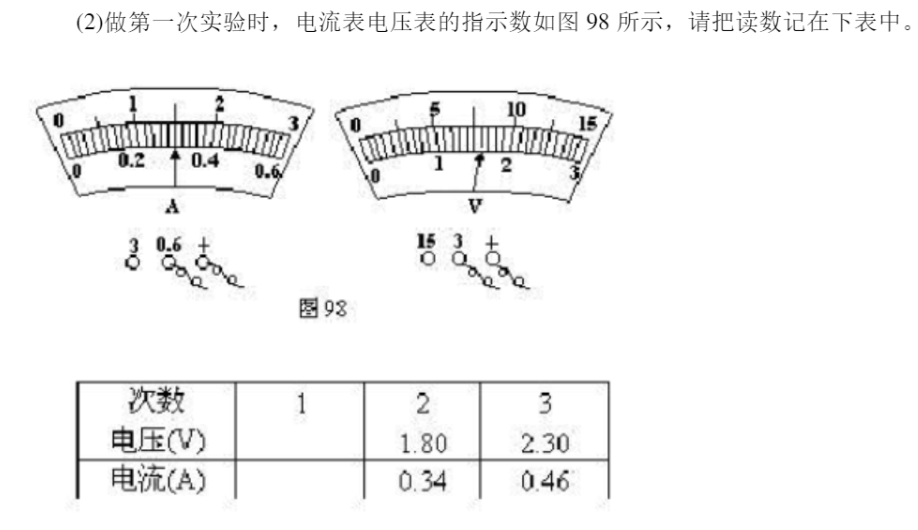 (2)做第一次实验时，电流表电压表的指示数如图 98 所示，请把读数记在下表中。
0 1 2 3
0 0.2 0.4 0.6
A
3 0.6 +
0 5 10 15
0 1 2 3
V
15 3 +
图 98
次数 1 2 3
电压(V) 1.80 2.30
电流(A) 0.34 0.46